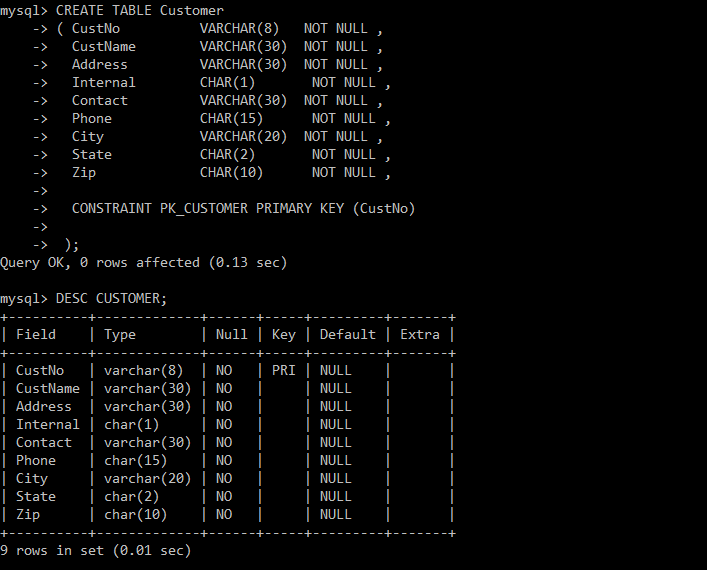 mysql> CREATE TABLE Customer
    -> ( CustNo          VARCHAR(8)   NOT NULL ,
    ->   CustName        VARCHAR(30)  NOT NULL ,
    ->   Address         VARCHAR(30)  NOT NULL ,
    ->   Internal        CHAR(1)       NOT NULL ,
    ->   Contact         VARCHAR(30)  NOT NULL ,
    ->   Phone           CHAR(15)      NOT NULL ,
    ->   City            VARCHAR(20)  NOT NULL ,
    ->   State           CHAR(2)       NOT NULL ,
    ->   Zip             CHAR(10)      NOT NULL ,
    ->
    ->   CONSTRAINT PK_CUSTOMER PRIMARY KEY (CustNo)
    ->
    ->  );
Query OK, 0 rows affected (0.13 sec)

mysql> DESC CUSTOMER;
+----------+-------------+------+-----+---------+-------+
| Field    | Type        | Null | Key | Default | Extra |
+----------+-------------+------+-----+---------+-------+
| CustNo   | varchar(8)  | NO   | PRI | NULL    |       |
| CustName | varchar(30) | NO   |     | NULL    |       |
| Address  | varchar(30) | NO   |     | NULL    |       |
| Internal | char(1)     | NO   |     | NULL    |       |
| Contact  | varchar(30) | NO   |     | NULL    |       |
| Phone    | char(15)    | NO   |     | NULL    |       |
| City     | varchar(20) | NO   |     | NULL    |       |
| State    | char(2)     | NO   |     | NULL    |       |
| Zip      | char(10)    | NO   |     | NULL    |       |
+----------+-------------+------+-----+---------+-------+
9 rows in set (0.01 sec)